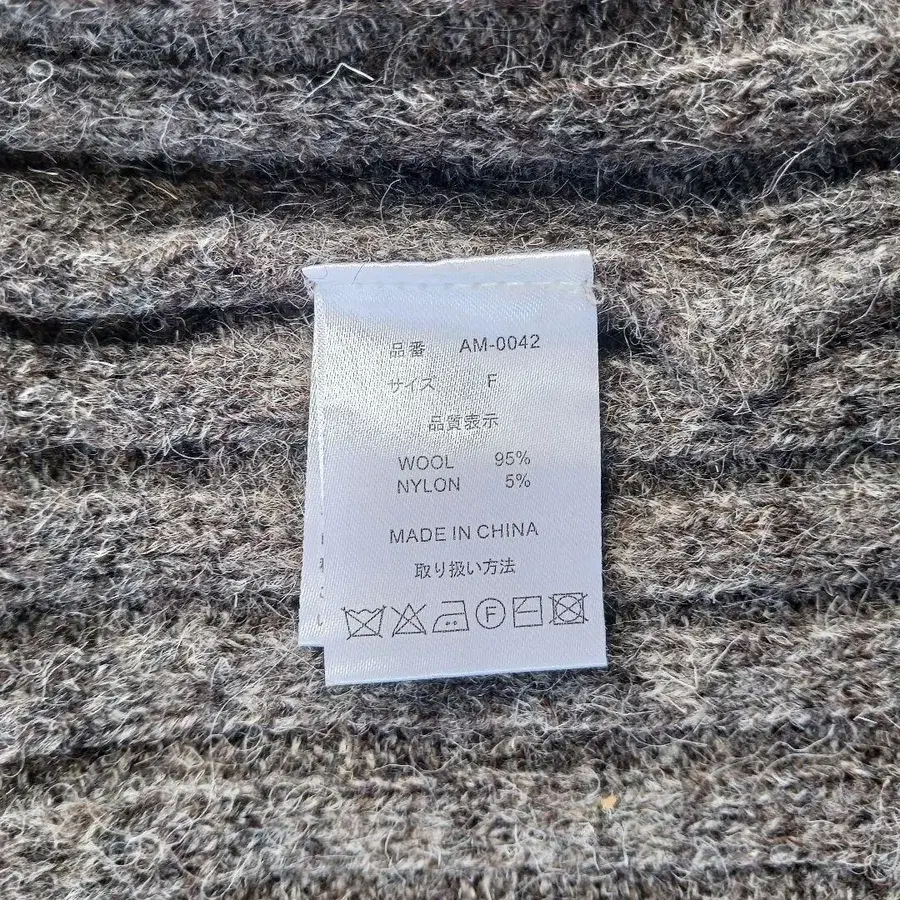 品番 AM-0042
サイズ F
品質表示
WOOL 95%
NYLON 5%
MADE IN CHINA
取り扱い方法
F